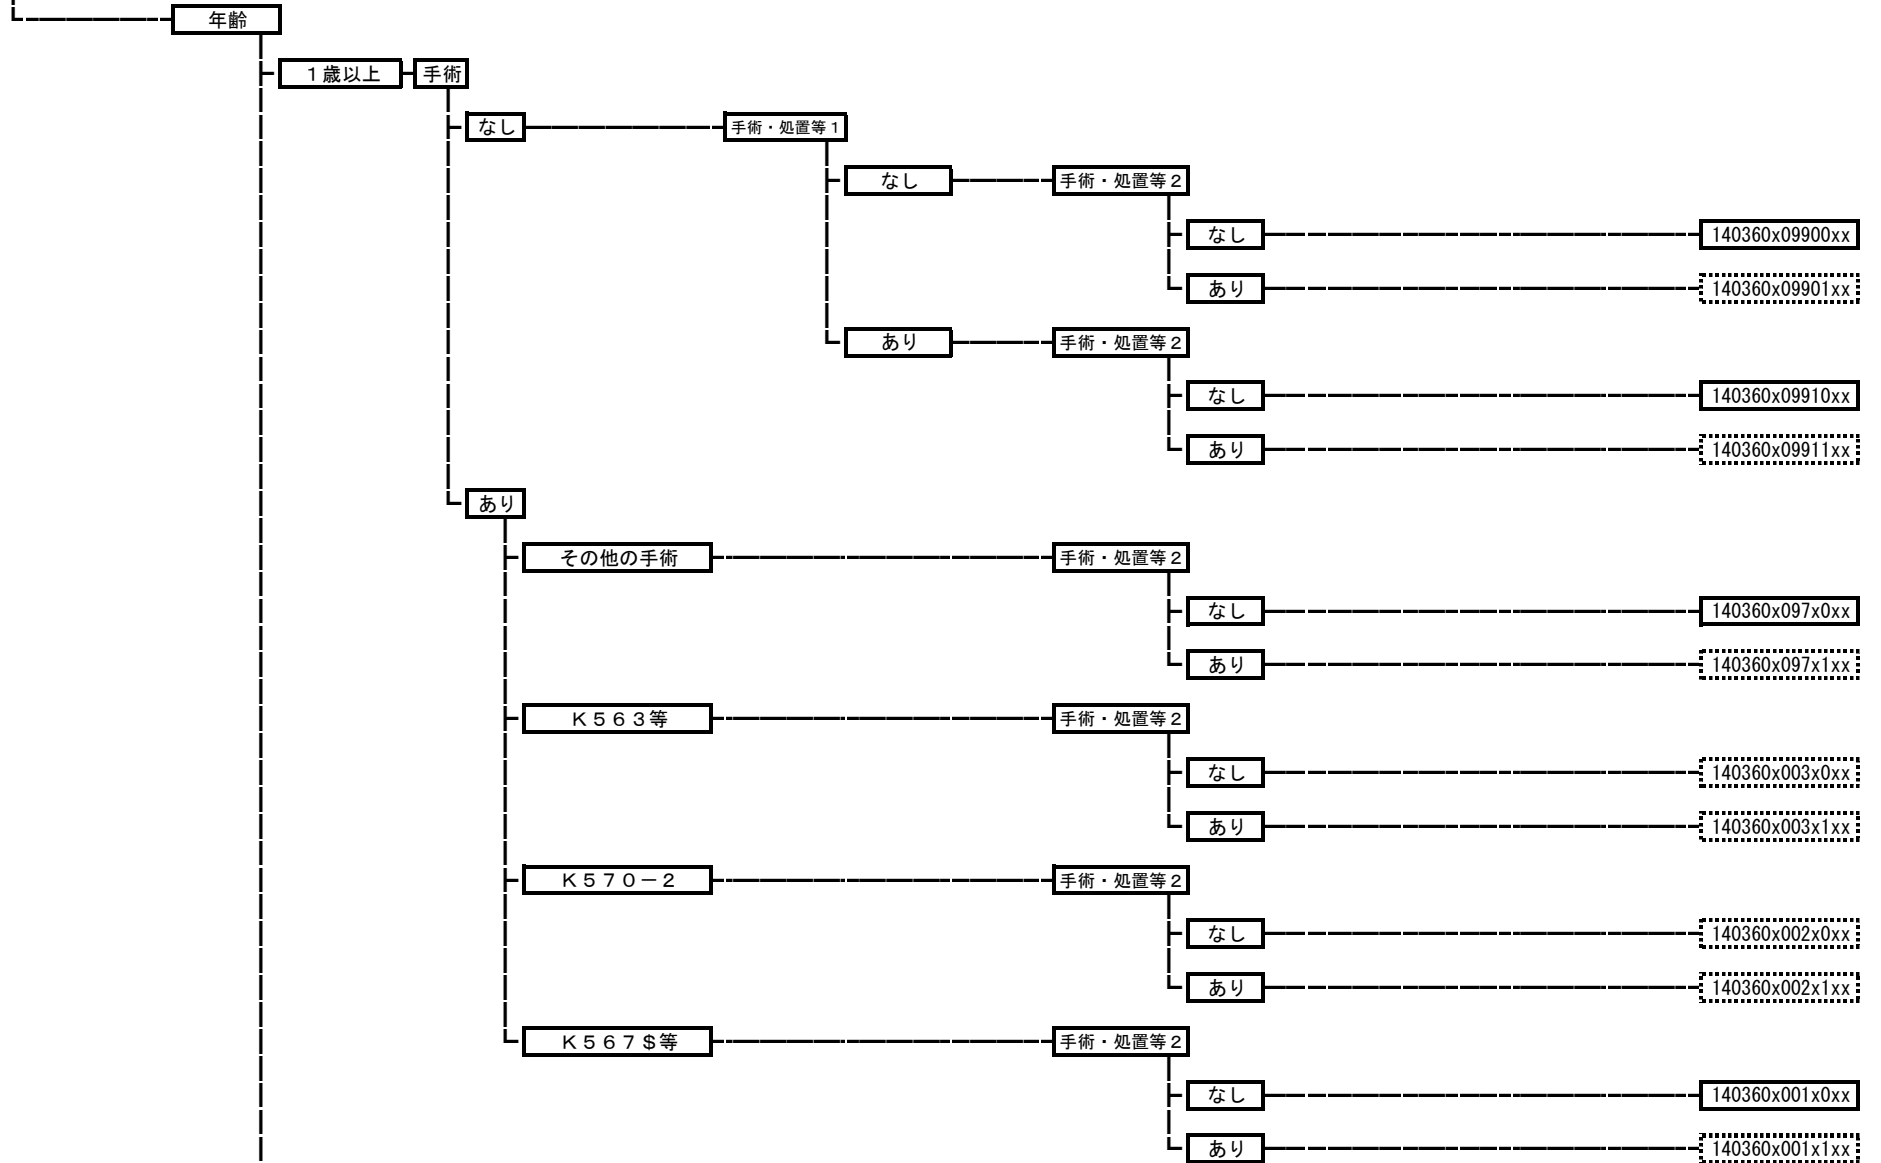 年齢
１歳以上 手術
なし 手術・処置等１
なし 手術・処置等２
なし 140360x09900xx
あり 140360x09901xx
あり 手術・処置等２
なし 140360x09910xx
あり 140360x09911xx
あり
その他の手術 手術・処置等２
なし 140360x097x0xx
あり 140360x097x1xx
Ｋ５６３等 手術・処置等２
なし 140360x003x0xx
あり 140360x003x1xx
Ｋ５７０－２ 手術・処置等２
なし 140360x002x0xx
あり 140360x002x1xx
Ｋ５６７＄等 手術・処置等２
なし 140360x001x0xx
あり 140360x001x1xx